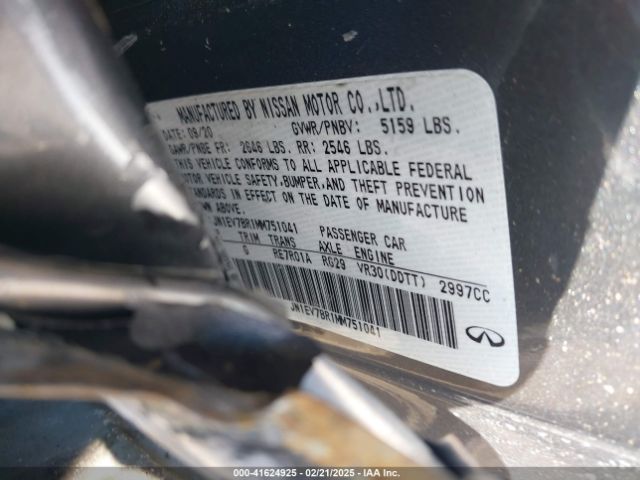 MANUFACTURED BY NISSAN MOTOR CO.,LTD.
DATE: 09/20 GVWR/PNBV: 5159 LBS.
GAWR/PNBE FR: 2646 LBS. RR: 2546 LBS.
THIS VEHICLE CONFORMS TO ALL APPLICABLE FEDERAL
MOTOR VEHICLE SAFETY,BUMPER,AND THEFT PREVENTION
STANDARDS IN EFFECT ON THE DATE OF MANUFACTURE
ABOVE.
JN1EV7BR1MM751041 PASSENGER CAR
TRIM TRANS AXLE ENGINE
G RE7R01A RG29 VR30(DDTT) 2997CC
JN1EV7BR1MM751041
000-41624925 - 02/21/2025 - IAA Inc.